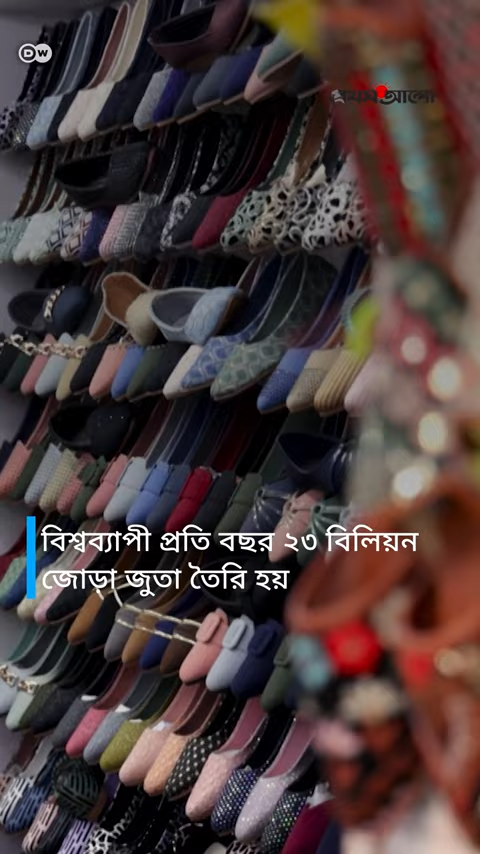 DW
প্রথম আলো
বিশ্বব্যাপী প্রতি বছর ২৩ বিলিয়ন
জোড়া জুতা তৈরি হয়